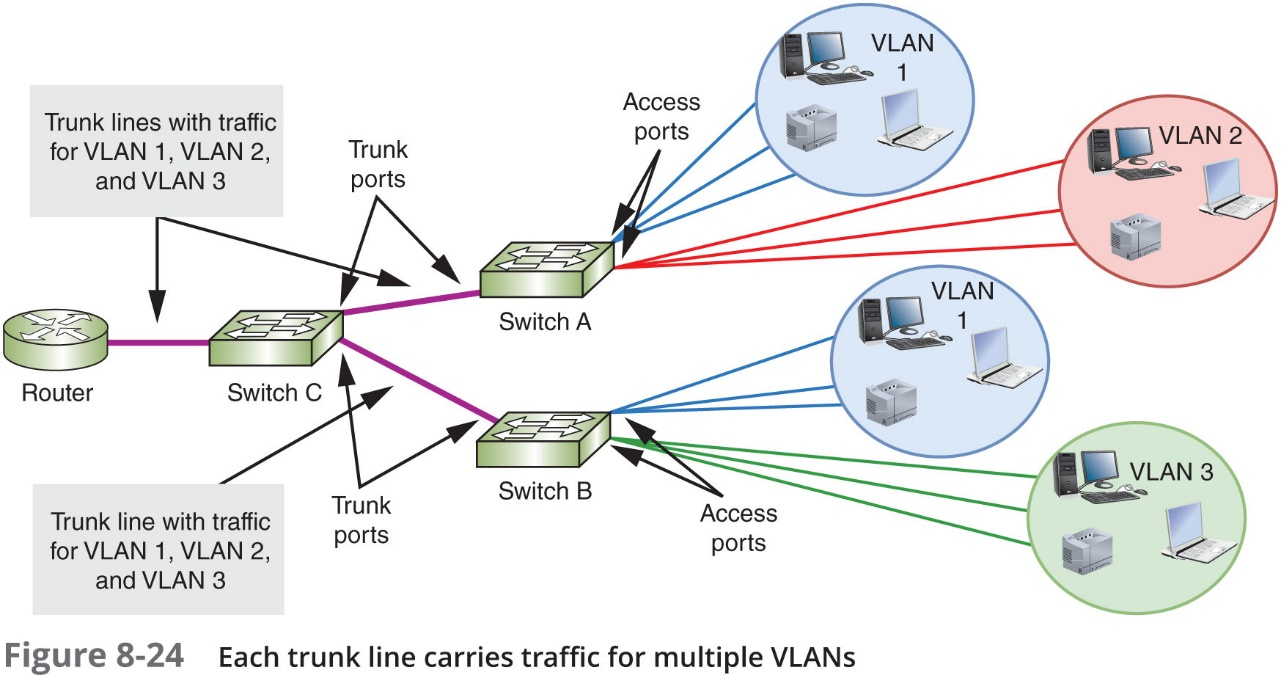 VLAN
1
Access
ports
Trunk lines with traffic
for VLAN 1, VLAN 2,
and VLAN 3
Trunk
ports
VLAN 2
Switch A
VLAN
1
Router
Switch C
Switch B
VLAN 3
Trunk line with traffic
for VLAN 1, VLAN 2,
and VLAN 3
Trunk
ports
Access
ports
Figure 8-24 Each trunk line carries traffic for multiple VLANs